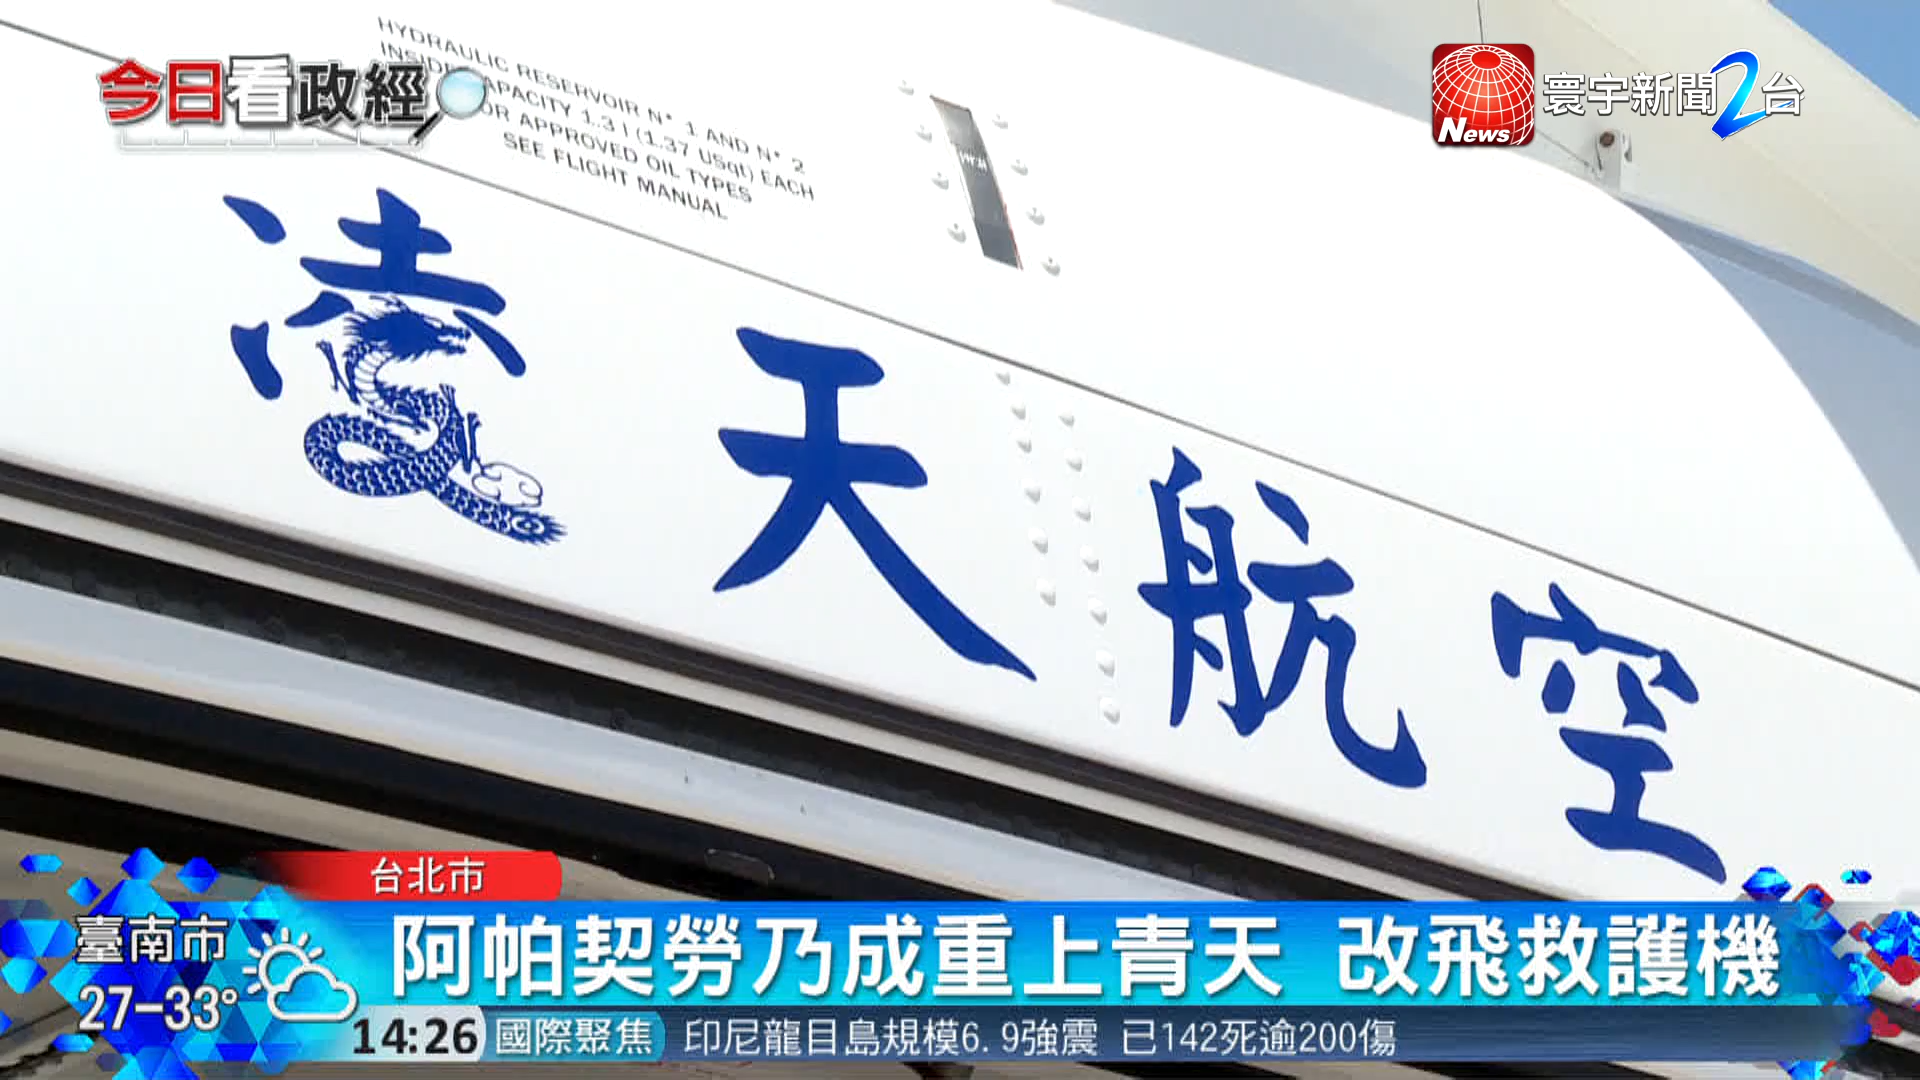 今日看政經
HYDRAULIC RESERVOIR N° 1 AND N° 2
INSIDE CAPACITY 1.3 l (1.37 USqt) EACH
FOR APPROVED OIL TYPES
SEE FLIGHT MANUAL
News
寰宇新聞2台
凌天航空
台北市
臺南市
27-33°
阿帕契勞乃成重上青天 改飛救護機
14:26
國際聚焦
印尼龍目島規模6.9強震 已142死逾200傷